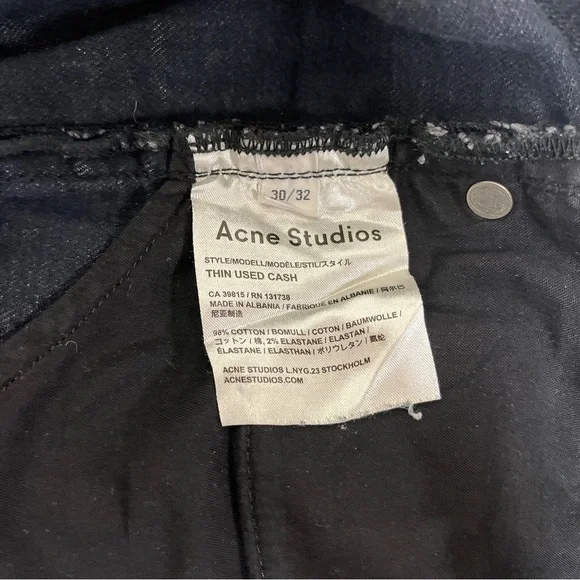 30/32
Acne Studios
STYLE/MODELL/MODÈLE/STIL/スタイル
THIN USED CASH
CA 39815 / RN 131738
MADE IN ALBANIA / FABRIQUE EN ALBANIE / 阿尔巴
尼亚制造
98% COTTON / BOMULL / COTON / BAUMWOLLE /
コットン / 棉, 2% ELASTANE / ELASTAN /
ÉLASTANE / ELASTHAN / ポリウレタン / 氨纶
ACNE STUDIOS L.NYG.23 STOCKHOLM
ACNESTUDIOS.COM